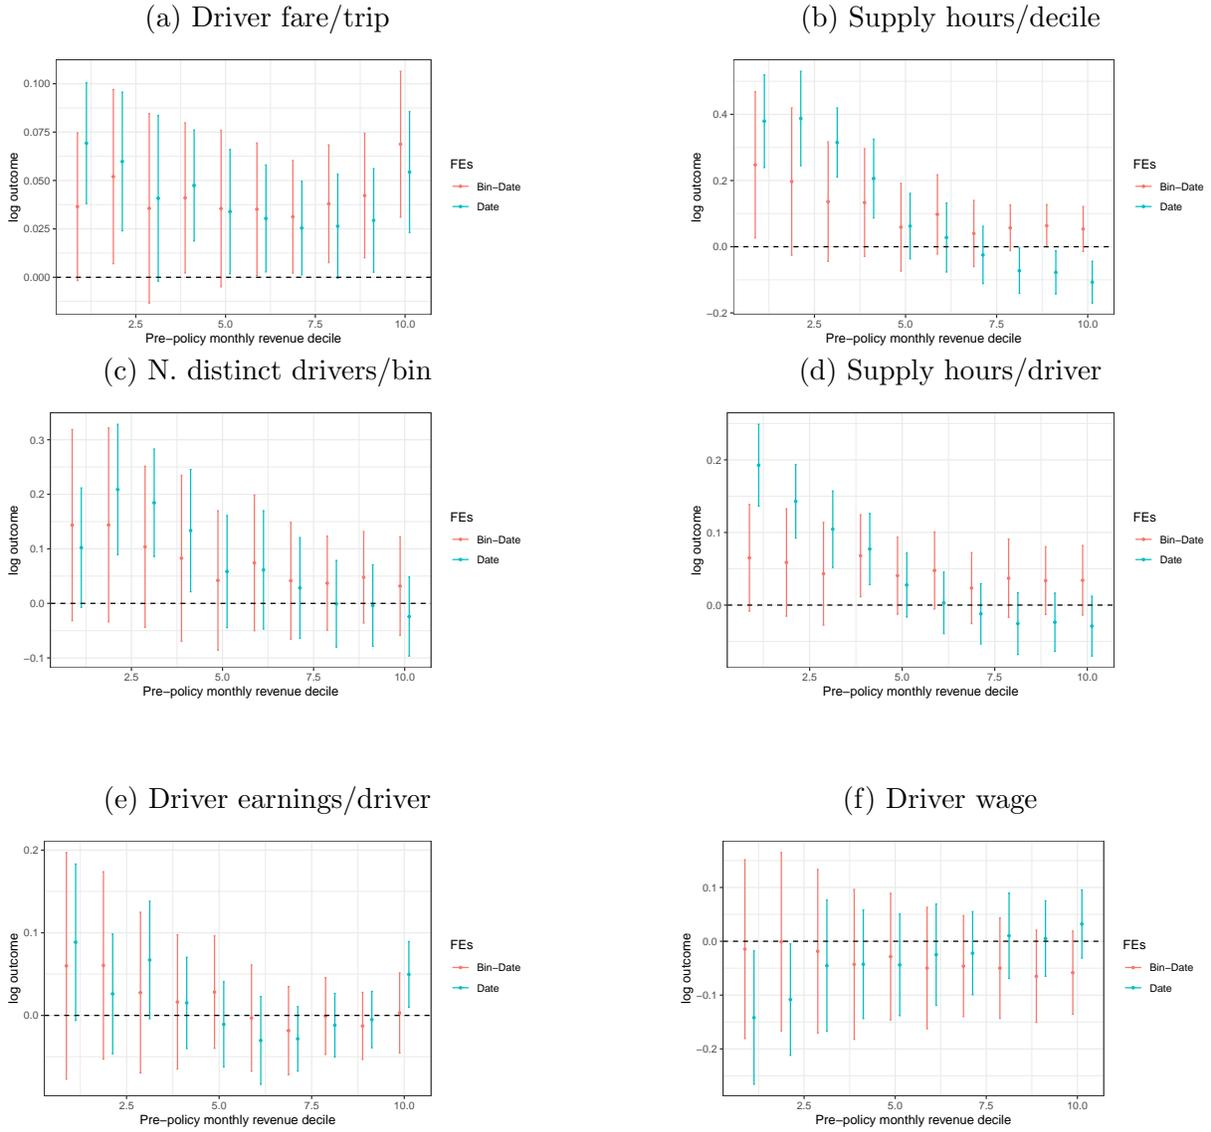 (a) Driver fare/trip
log outcome
0.100
0.075
0.050
0.025
0.000
2.5 5.0 7.5 10.0
Pre−policy monthly revenue decile
FEs
Bin−Date
Date
(b) Supply hours/decile
log outcome
0.4
0.2
0.0
−0.2
2.5 5.0 7.5 10.0
Pre−policy monthly revenue decile
FEs
Bin−Date
Date
(c) N. distinct drivers/bin
log outcome
0.3
0.2
0.1
0.0
−0.1
2.5 5.0 7.5 10.0
Pre−policy monthly revenue decile
FEs
Bin−Date
Date
(d) Supply hours/driver
log outcome
0.2
0.1
0.0
2.5 5.0 7.5 10.0
Pre−policy monthly revenue decile
FEs
Bin−Date
Date
(e) Driver earnings/driver
log outcome
0.2
0.1
0.0
2.5 5.0 7.5 10.0
Pre−policy monthly revenue decile
FEs
Bin−Date
Date
(f) Driver wage
log outcome
0.1
0.0
−0.1
−0.2
2.5 5.0 7.5 10.0
Pre−policy monthly revenue decile
FEs
Bin−Date
Date